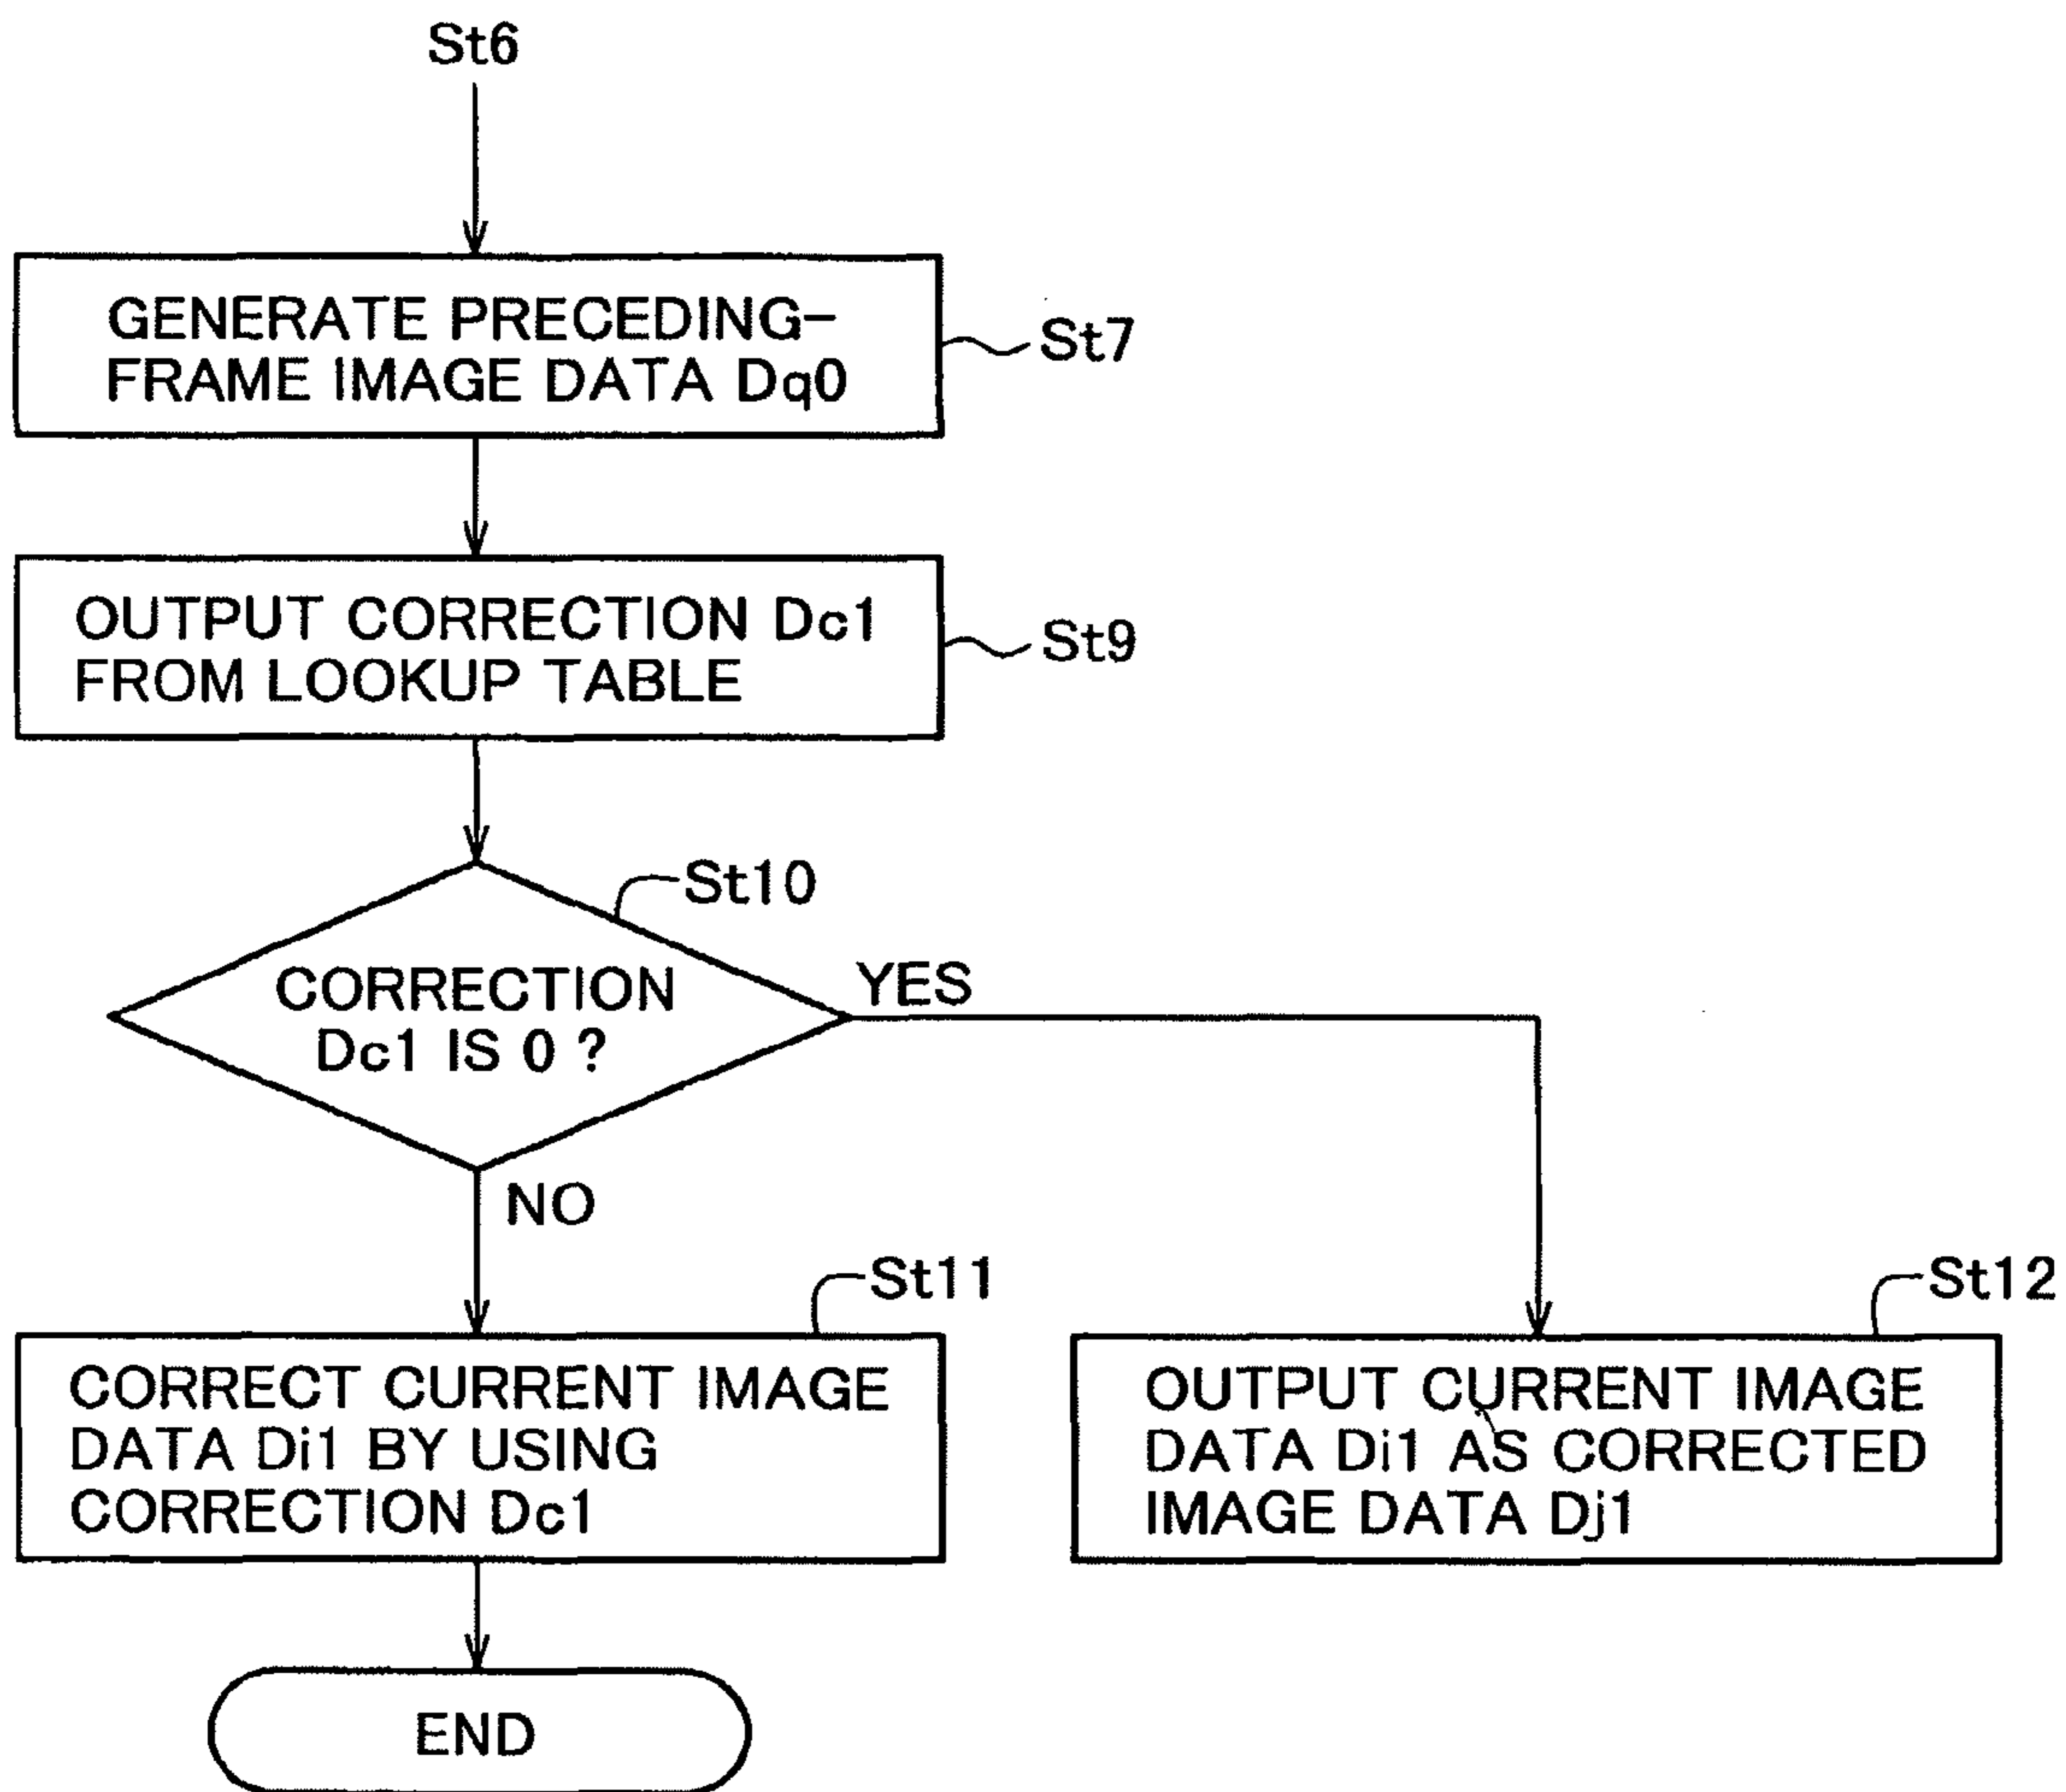 St6
GENERATE PRECEDING-
FRAME IMAGE DATA Dq0
St7
OUTPUT CORRECTION Dc1
FROM LOOKUP TABLE
St9
St10
CORRECTION
Dc1 IS 0 ?
YES
NO
St11
CORRECT CURRENT IMAGE
DATA Di1 BY USING
CORRECTION Dc1
St12
OUTPUT CURRENT IMAGE
DATA Di1 AS CORRECTED
IMAGE DATA Dj1
END